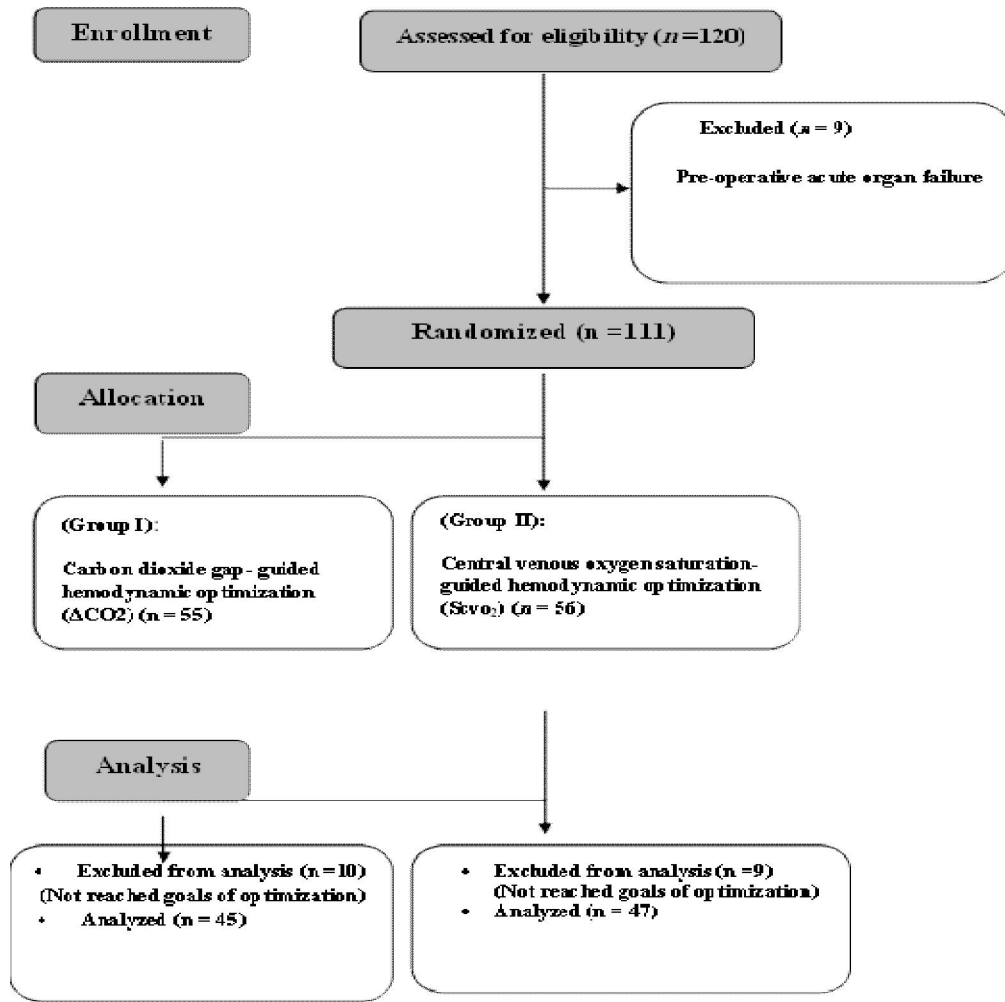 Enrollment
Assessed for eligibility (n=120)
Excluded (n = 9)
Pre-operative acute organ failure
Randomized (n =111)
Allocation
(Group I):
Carbon dioxide gap- guided
hemodynamic optimization
(ΔCO2) (n = 55)
(Group II):
Central venous oxygen saturation-
guided hemodynamic optimization
(Scvo₂) (n = 56)
Analysis
• Excluded from analysis (n=10)
(Not reached goals of optimization)
• Analyzed (n = 45)
• Excluded from analysis (n =9)
(Not reached goals of optimization)
• Analyzed (n = 47)